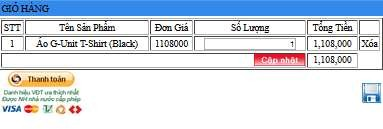 GIỎ HÀNG
STT Tên Sản Phẩm Đơn Giá Số Lượng Tổng Tiền
1 Áo G-Unit T-Shirt (Black) 1108000 1 1,108,000 Xóa
Cập nhật 1,108,000
Thanh toán
Danh hiệu VDT ưa thích nhất
Được NH nhà nước cấp phép
VISA